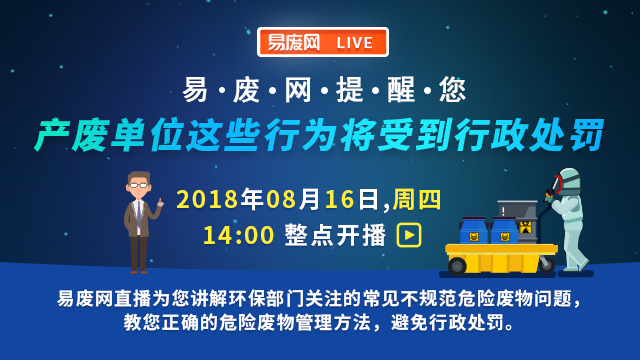 易废网 LIVE
易·废·网·提·醒·您
产废单位这些行为将受到行政处罚
2018年08月16日,周四
14:00 整点开播
易废网直播为您讲解环保部门关注的常见不规范危险废物问题，
教您正确的危险废物管理方法，避免行政处罚。